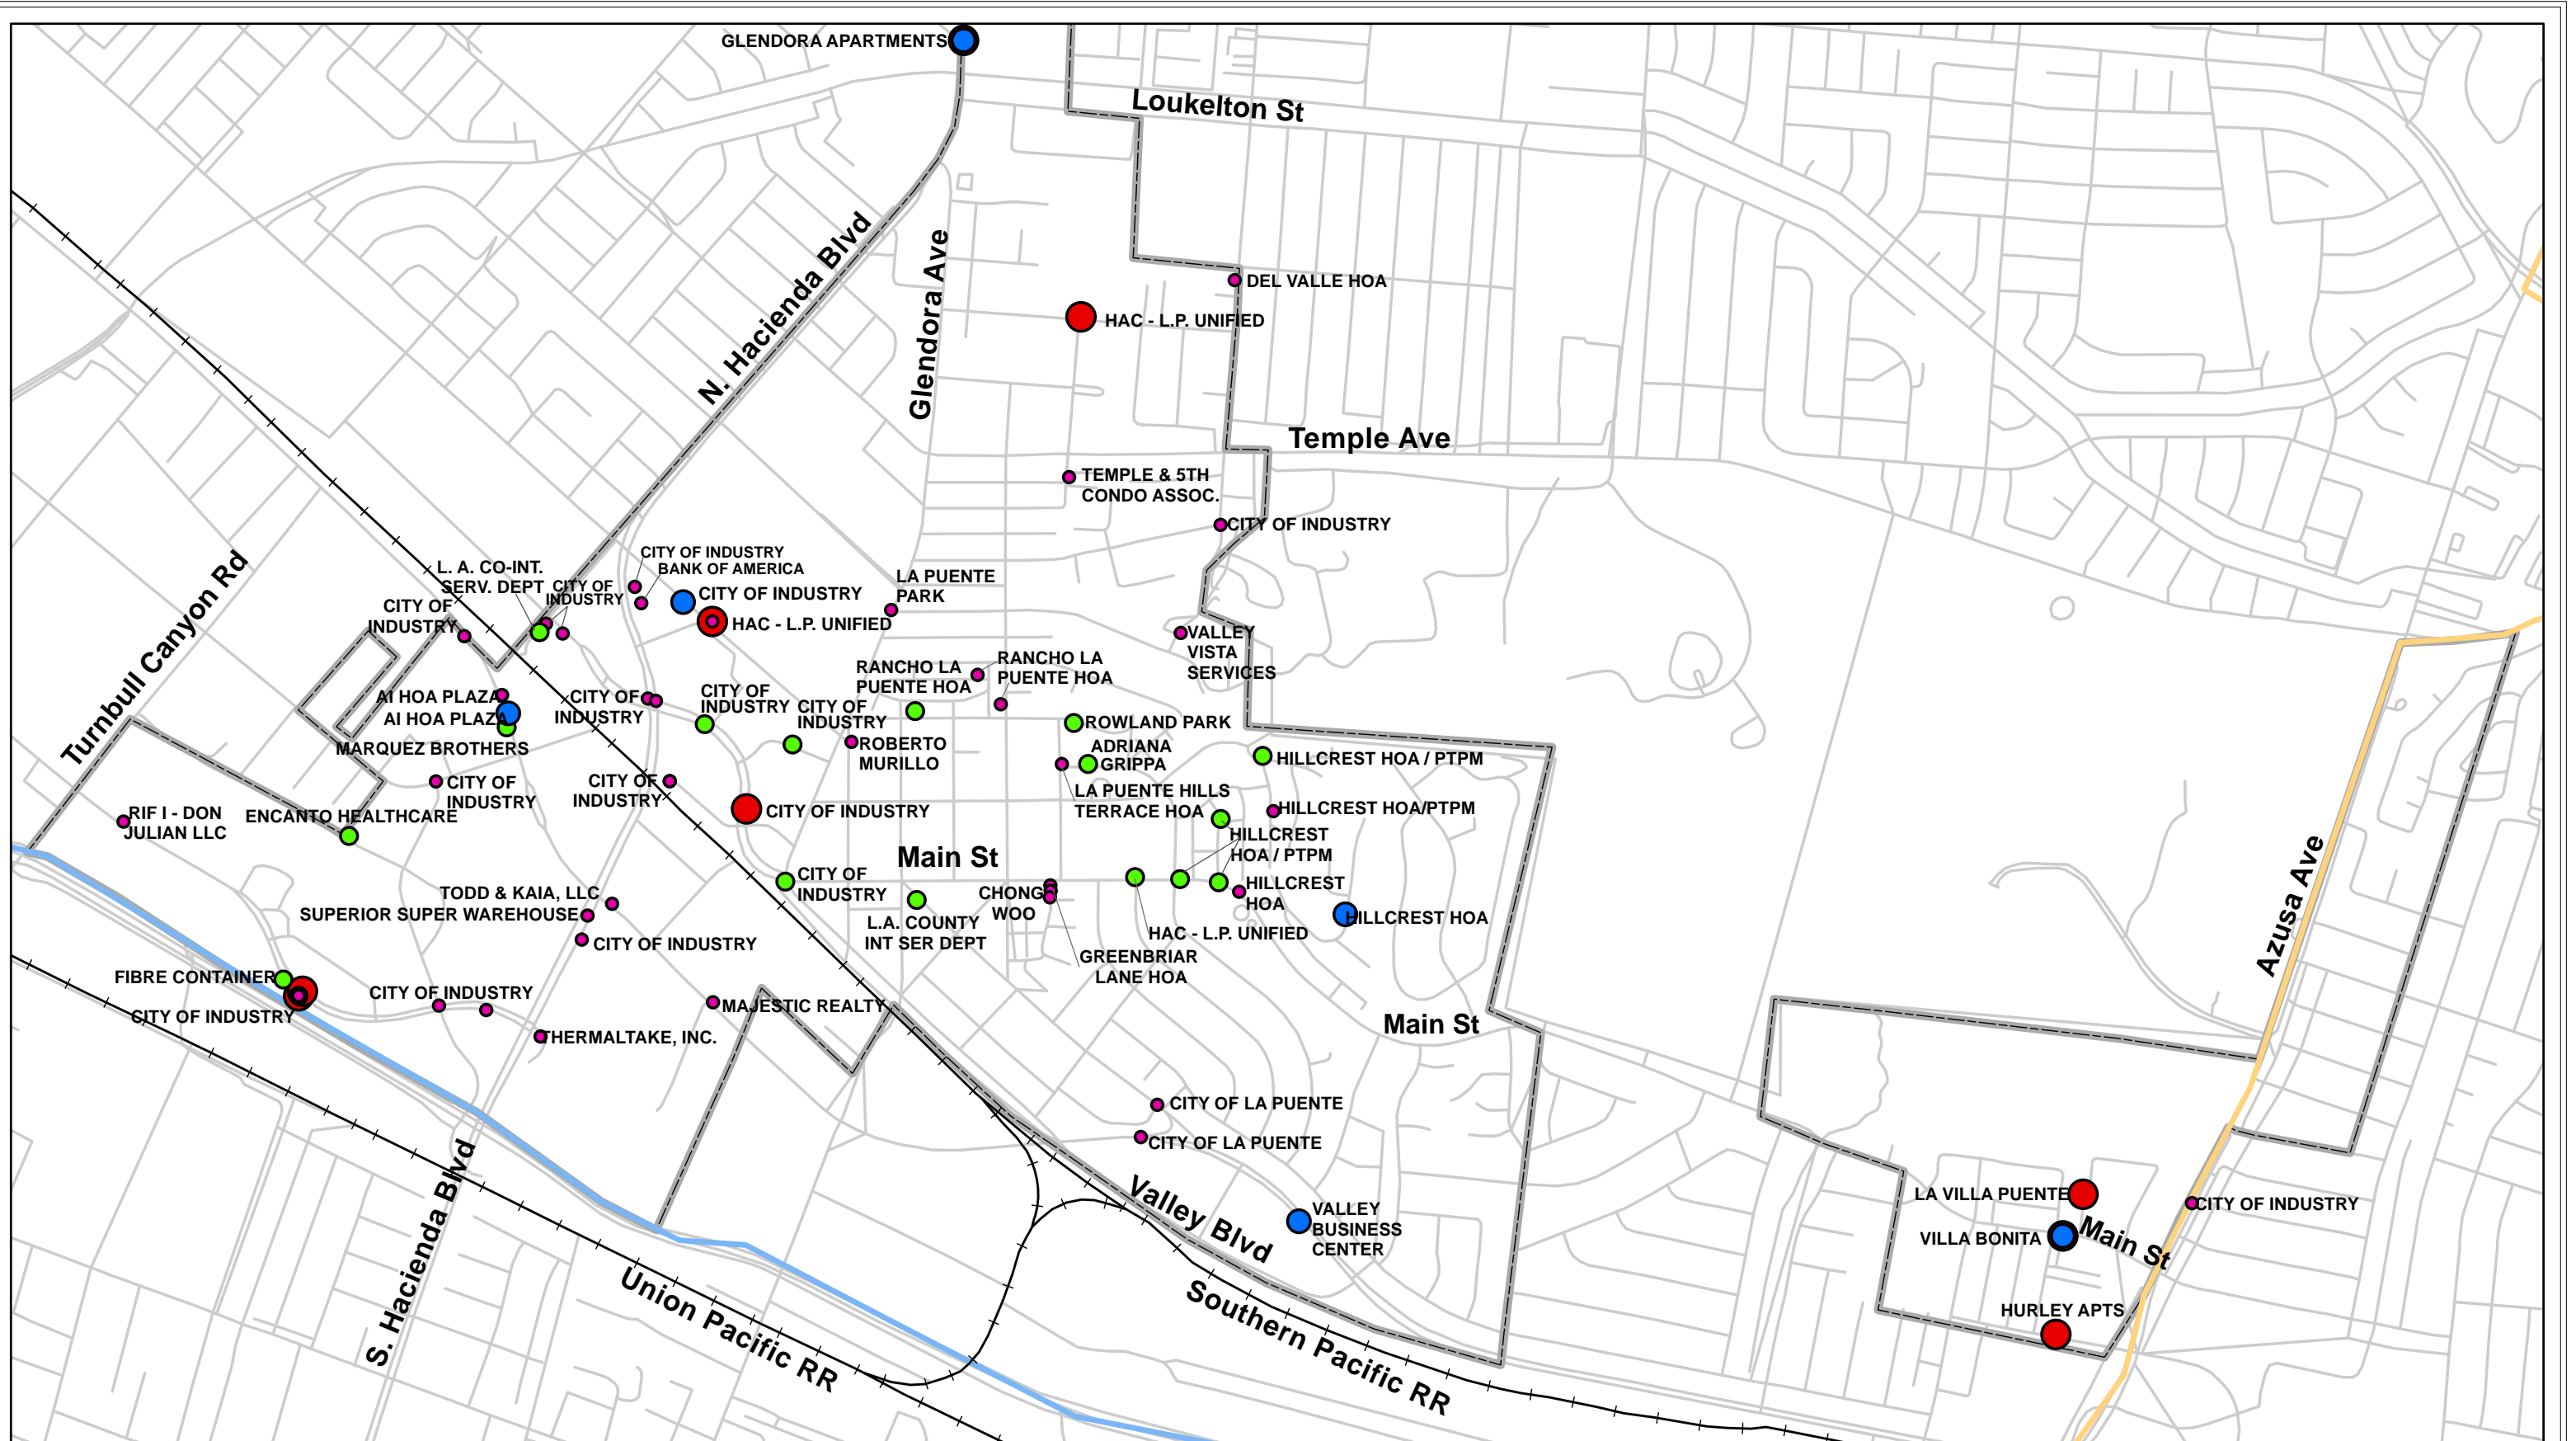 GLENDORA APARTMENTS
Loukelton St
N. Hacienda Blvd
Glendora Ave
DEL VALLE HOA
HAC - L.P. UNIFIED
Temple Ave
TEMPLE & 5TH
CONDO ASSOC.
CITY OF INDUSTRY
Turnbull Canyon Rd
L. A. CO-INT.
SERV. DEPT
CITY OF
INDUSTRY
CITY OF INDUSTRY
BANK OF AMERICA
CITY OF INDUSTRY
HAC - L.P. UNIFIED
LA PUENTE
PARK
CITY OF
INDUSTRY
VALLEY
VISTA
SERVICES
RANCHO LA
PUENTE HOA
RANCHO LA
PUENTE HOA
AI HOA PLAZA
AI HOA PLAZA
MARQUEZ BROTHERS
CITY OF
INDUSTRY
CITY OF
INDUSTRY
CITY OF
INDUSTRY
ROBERTO
MURILLO
ROWLAND PARK
ADRIANA
GRIPPA
HILLCREST HOA / PTPM
LA PUENTE HILLS
TERRACE HOA
HILLCREST HOA/PTPM
CITY OF
INDUSTRY
CITY OF
INDUSTRY
CITY OF INDUSTRY
RIF I - DON
JULIAN LLC
ENCANTO HEALTHCARE
HILLCREST
HOA / PTPM
Main St
CITY OF
INDUSTRY
CHONG
WOO
HILLCREST
HOA
HILLCREST HOA
TODD & KAIA, LLC
SUPERIOR SUPER WAREHOUSE
CITY OF INDUSTRY
L.A. COUNTY
INT SER DEPT
HAC - L.P. UNIFIED
GREENBRIAR
LANE HOA
Azusa Ave
FIBRE CONTAINER
CITY OF INDUSTRY
CITY OF INDUSTRY
MAJESTIC REALTY
THERMALTAKE, INC.
Main St
CITY OF LA PUENTE
CITY OF LA PUENTE
S. Hacienda Blvd
Valley Blvd
VALLEY
BUSINESS
CENTER
LA VILLA PUENTE
CITY OF INDUSTRY
VILLA BONITA
Main St
HURLEY APTS
Union Pacific RR
Southern Pacific RR